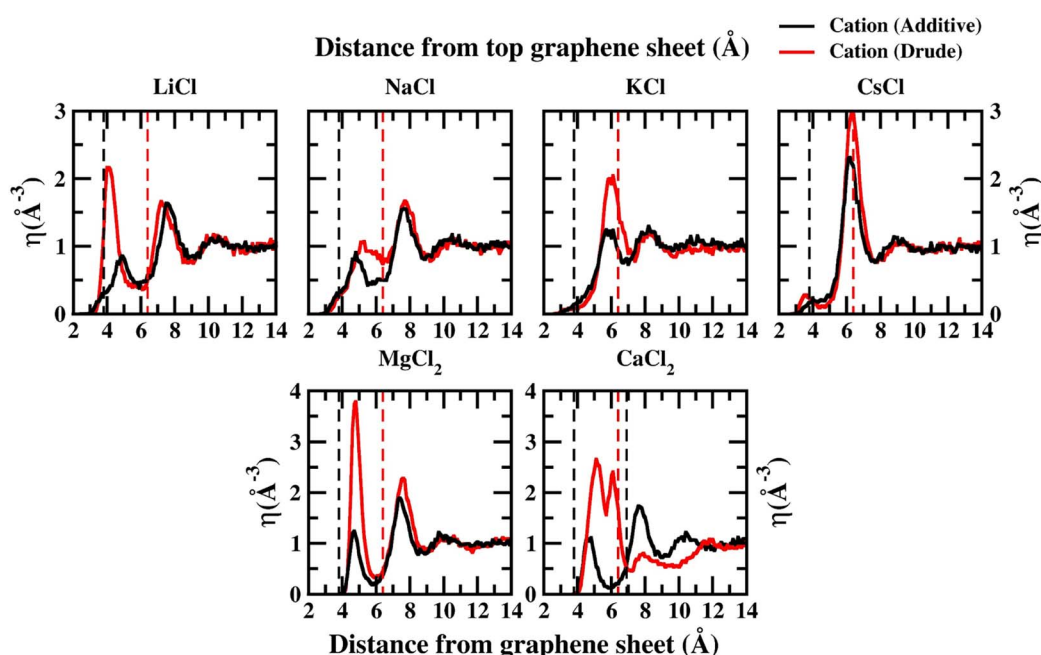 Cation (Additive)
Distance from top graphene sheet (Å)
Cation (Drude)
LiCl NaCl KCl CsCl
3 3
2 2
η(Å⁻³) η(Å⁻³)
1 1
0 0
2 4 6 8 10 12 14 2 4 6 8 10 12 14 2 4 6 8 10 12 14 2 4 6 8 10 12 14
MgCl₂ CaCl₂
4 4
3 3
η(Å⁻³) 2 2 η(Å⁻³)
1 1
0 0
2 4 6 8 10 12 14 2 4 6 8 10 12 14
Distance from graphene sheet (Å)